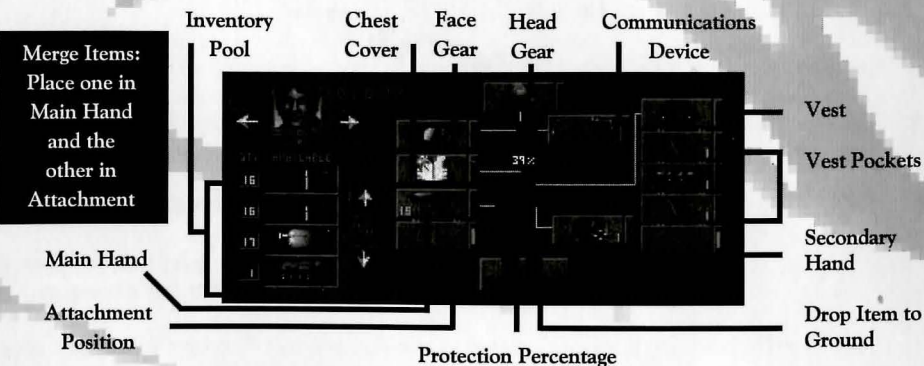 Inventory
Pool
Chest
Cover
Face
Gear
Head
Gear
Communications
Device
Merge Items:
Place one in
Main Hand
and the
other in
Attachment
Vest
Vest Pockets
Secondary
Hand
Drop Item to
Ground
Main Hand
Attachment
Position
Protection Percentage
39%
16
16
17
1
15